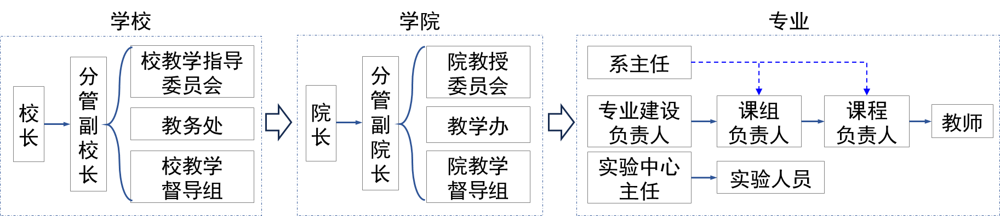 学校
校长
分管副校长
校教学指导
委员会
教务处
校教学
督导组
学院
院长
分管副院长
院教授
委员会
教学办
院教学
督导组
专业
系主任
专业建设
负责人
课组
负责人
课程
负责人
教师
实验中心
主任
实验人员